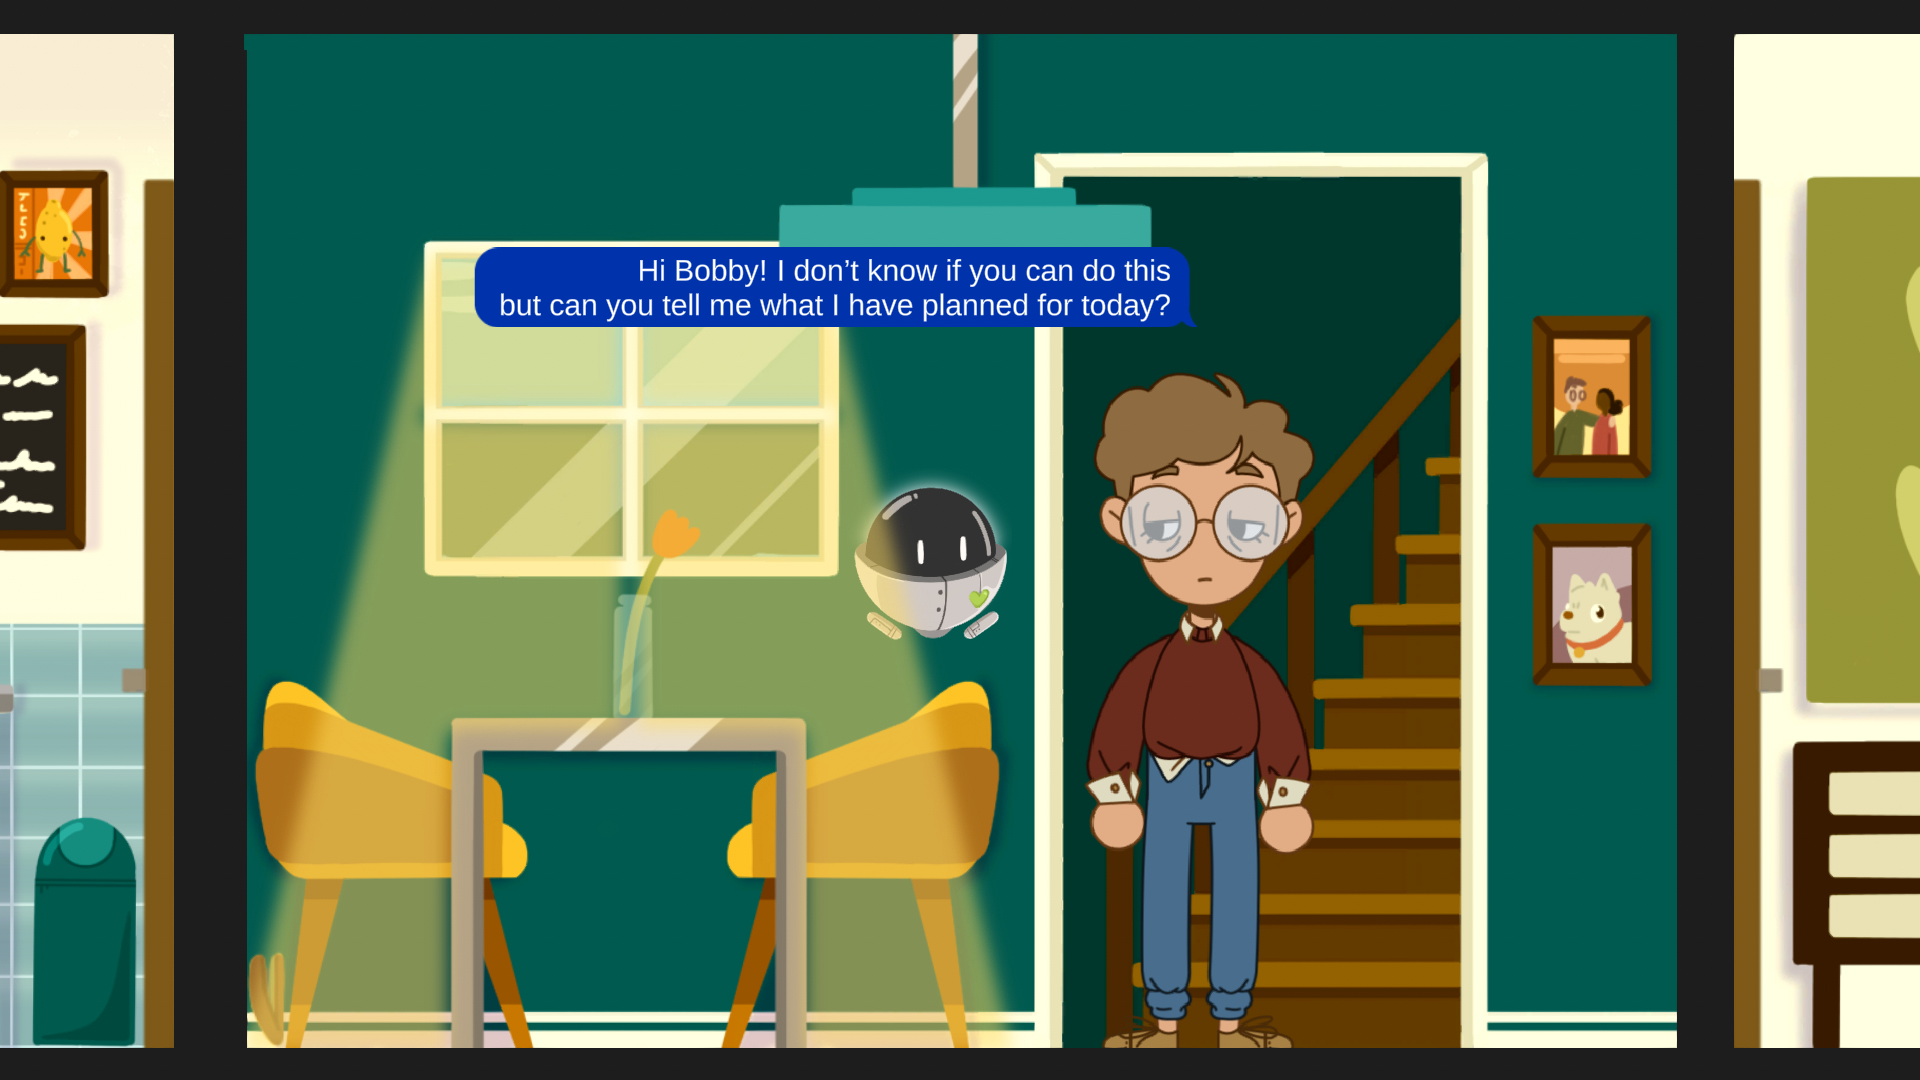 Hi Bobby! I don’t know if you can do this
but can you tell me what I have planned for today?